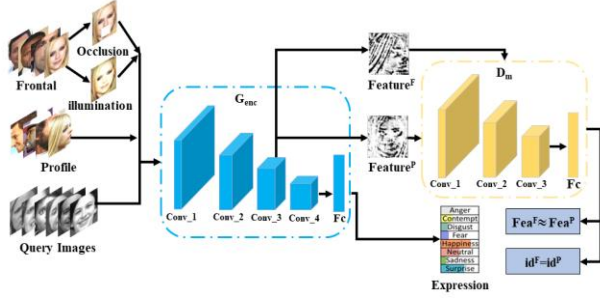 Occlusion
Frontal
illumination
Profile
Query Images
G_enc
Conv_1
Conv_2
Conv_3
Conv_4
Fc
Feature^F
Feature^P
D_m
Conv_1
Conv_2
Conv_3
Fc
Anger
Contempt
Disgust
Fear
Happiness
Neutral
Sadness
Surprise
Expression
Fea^F≈Fea^P
id^F=id^P